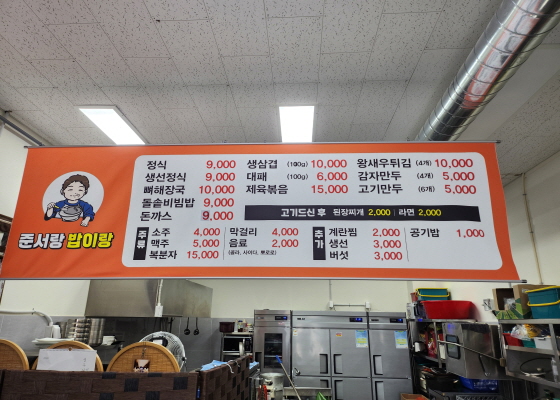 준서랑 밥이랑
정식 9,000
생선정식 9,000
뼈해장국 10,000
돌솥비빔밥 9,000
돈까스 9,000
생삼겹 (100g) 10,000
대패 (100g) 6,000
제육볶음 15,000
왕새우튀김 (4개) 10,000
감자만두 (4개) 5,000
고기만두 (6개) 5,000
고기드신 후 된장찌개 2,000 | 라면 2,000
주류
소주 4,000
맥주 5,000
복분자 15,000
막걸리 4,000
음료 2,000
(콜라, 사이다, 뽀로로)
추가
계란찜 2,000
생선 3,000
버섯 3,000
공기밥 1,000